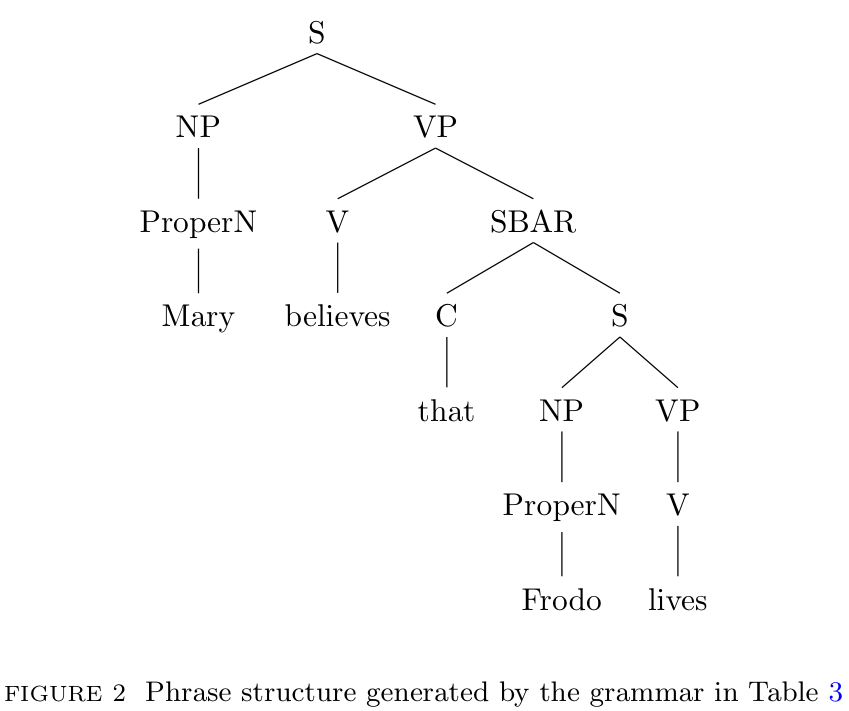 S
NP VP
ProperN V SBAR
Mary believes C S
that NP VP
ProperN V
Frodo lives
FIGURE 2 Phrase structure generated by the grammar in Table 3